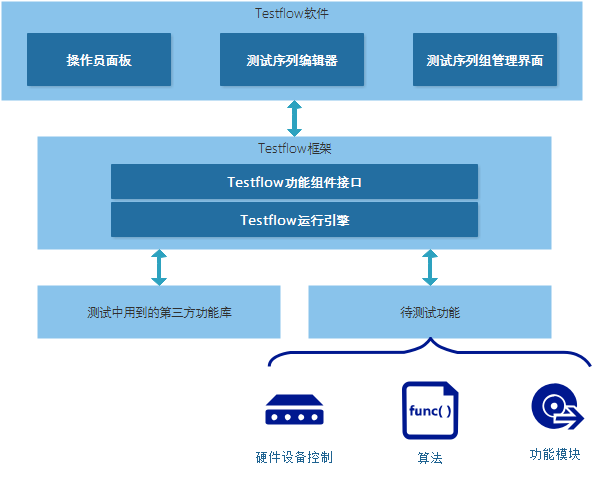 Testflow软件
操作员面板
测试序列编辑器
测试序列组管理界面
Testflow框架
Testflow功能组件接口
Testflow运行引擎
测试中用到的第三方功能库
待测试功能
func( )
硬件设备控制
算法
功能模块